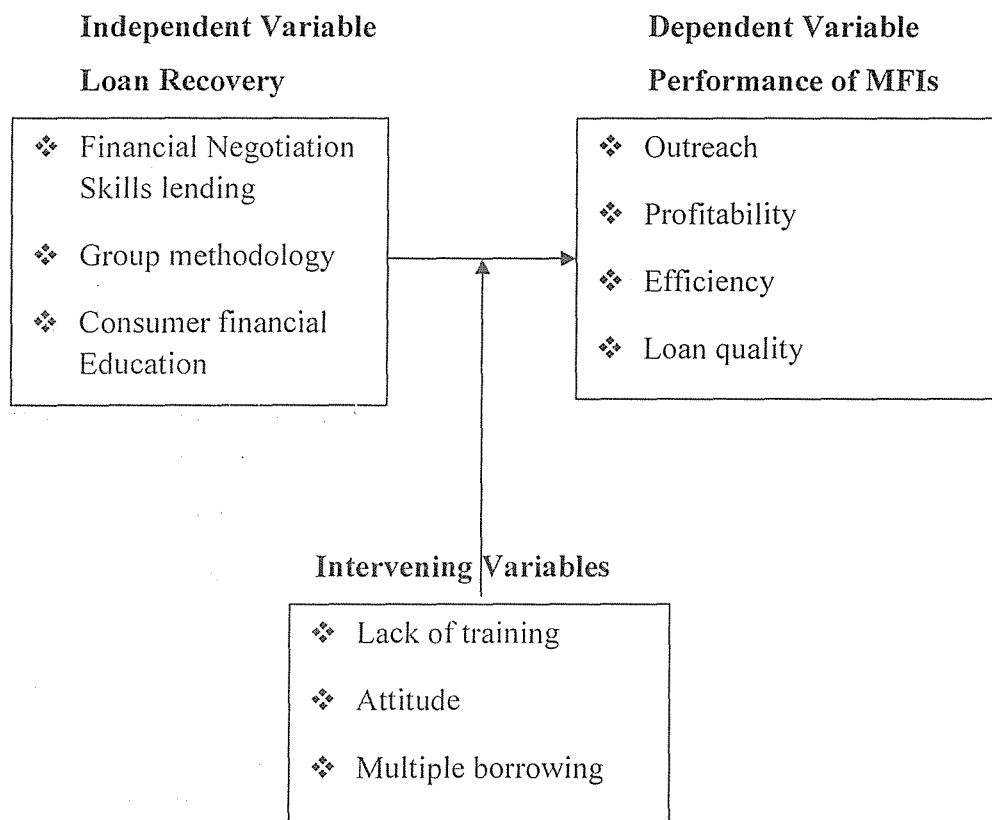 Independent Variable
Loan Recovery
❖ Financial Negotiation
Skills lending
❖ Group methodology
❖ Consumer financial
Education
Dependent Variable
Performance of MFIs
❖ Outreach
❖ Profitability
❖ Efficiency
❖ Loan quality
Intervening Variables
❖ Lack of training
❖ Attitude
❖ Multiple borrowing